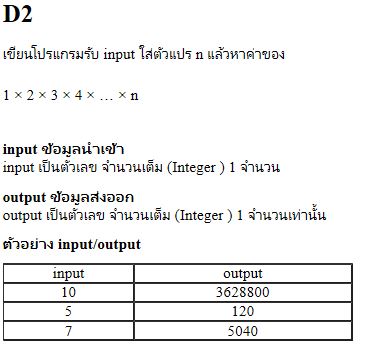 D2
เขียนโปรแกรมรับ input ใส่ตัวแปร n แล้วหาค่าของ
1 × 2 × 3 × 4 × … × n
input ข้อมูลนำเข้า
input เป็นตัวเลข จำนวนเต็ม (Integer ) 1 จำนวน
output ข้อมูลส่งออก
output เป็นตัวเลข จำนวนเต็ม (Integer ) 1 จำนวนเท่านั้น
ตัวอย่าง input/output
input output
10 3628800
5 120
7 5040